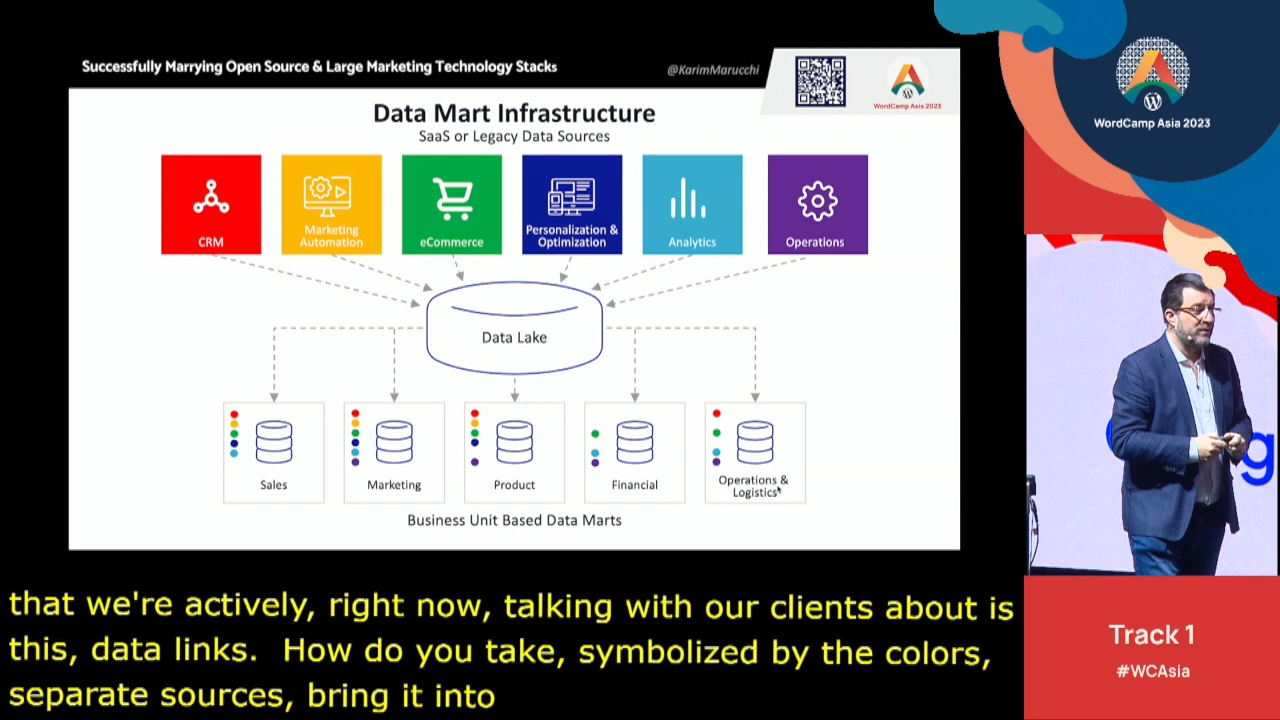 Successfully Marrying Open Source & Large Marketing Technology Stacks
@KarimMarucchi
WordCamp Asia 2023
Data Mart Infrastructure
SaaS or Legacy Data Sources
CRM
Marketing
Automation
eCommerce
Personalization &
Optimization
Analytics
Operations
Data Lake
Sales
Marketing
Product
Financial
Operations &
Logistics
Business Unit Based Data Marts
that we're actively, right now, talking with our clients about is
this, data links. How do you take, symbolized by the colors,
separate sources, bring it into
WordCamp Asia 2023
g
Track 1
#WCAsia